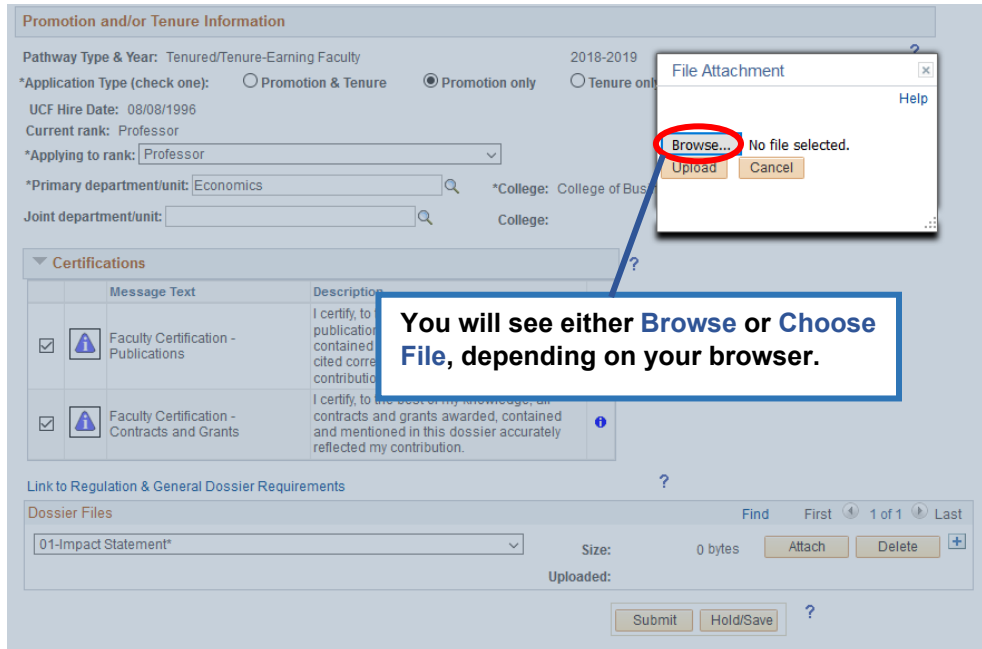 Promotion and/or Tenure Information
Pathway Type & Year: Tenured/Tenure-Earning Faculty 2018-2019 ?
*Application Type (check one): Promotion & Tenure Promotion only Tenure only
UCF Hire Date: 08/08/1996
Current rank: Professor
*Applying to rank: Professor
*Primary department/unit: Economics *College: College of Bus
Joint department/unit: College:
File Attachment x
Help
Browse... No file selected.
Upload Cancel
Certifications ?
Message Text Description
Faculty Certification -
Publications
I certify, to
publication
contained
cited corre
contributio
You will see either Browse or Choose
File, depending on your browser.
Faculty Certification -
Contracts and Grants
I certify, to the best of my knowledge, all
contracts and grants awarded, contained
and mentioned in this dossier accurately
reflected my contribution.
Link to Regulation & General Dossier Requirements ?
Dossier Files Find First 1 of 1 Last
01-Impact Statement* Size: 0 bytes Attach Delete +
Uploaded:
Submit Hold/Save ?